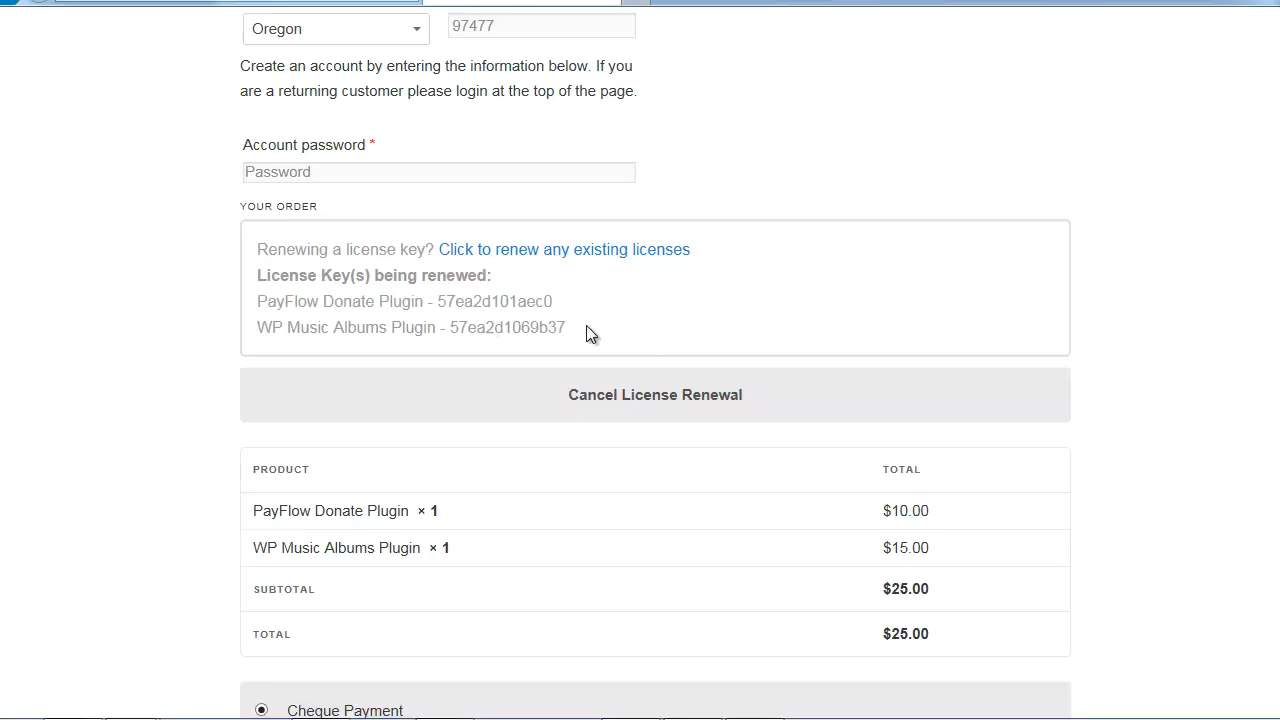 Oregon 97477
Create an account by entering the information below. If you
are a returning customer please login at the top of the page.
Account password *
Password
YOUR ORDER
Renewing a license key? Click to renew any existing licenses
License Key(s) being renewed:
PayFlow Donate Plugin - 57ea2d101aec0
WP Music Albums Plugin - 57ea2d1069b37
Cancel License Renewal
PRODUCT TOTAL
PayFlow Donate Plugin × 1 $10.00
WP Music Albums Plugin × 1 $15.00
SUBTOTAL $25.00
TOTAL $25.00
Cheque Payment